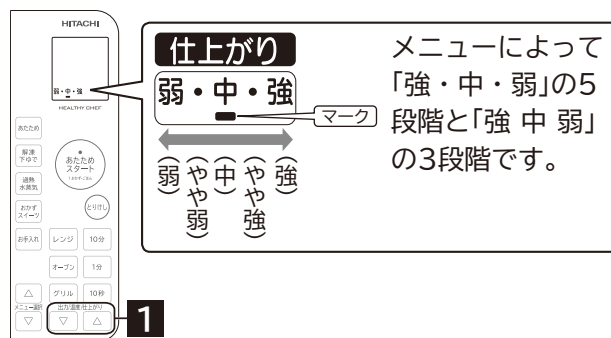 HITACHI
弱・中・強
HEALTHY CHEF
あたため
解凍
下ゆで
あたため
スタート
過熱
水蒸気
おかず
スイーツ
とりけし
お手入れ
レンジ
10分
オーブン
1分
グリル
10秒
メニュー選択
出力/温度/仕上がり
1
仕上がり
弱・中・強
マーク
(弱)
(やや弱)
(中)
(やや強)
(強)
メニューによって
「強・中・弱」の5
段階と「強 中 弱」
の3段階です。